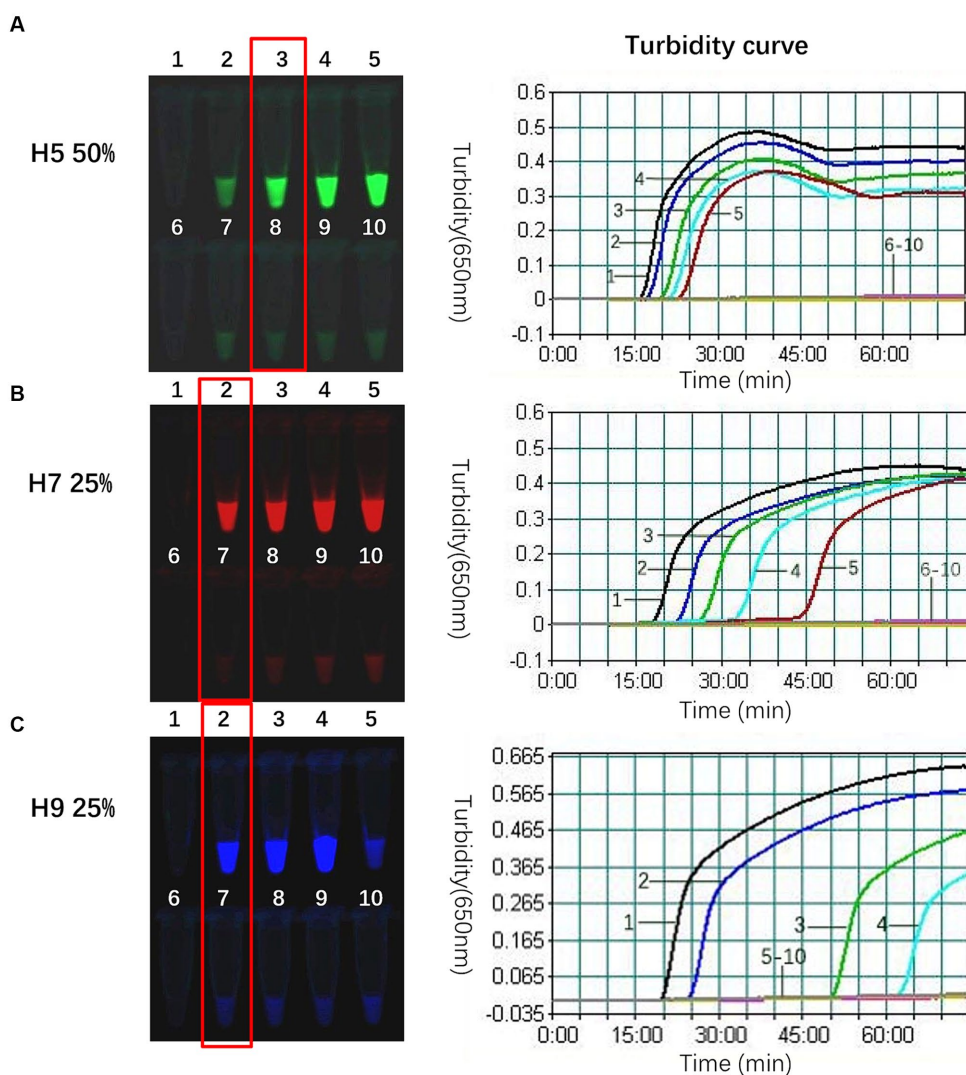 A
1 2 3 4 5
H5 50%
6 7 8 9 10
Turbidity curve
Turbidity(650nm)
0.6
0.5
0.4
0.3
0.2
0.1
0
-0.1
4
3
2
1
5
6-10
0:00 15:00 30:00 45:00 60:00
Time (min)
B
1 2 3 4 5
H7 25%
6 7 8 9 10
Turbidity(650nm)
0.6
0.5
0.4
0.3
0.2
0.1
0
-0.1
3
2
1
4
5
6-10
0:00 15:00 30:00 45:00 60:00
Time (min)
C
1 2 3 4 5
H9 25%
6 7 8 9 10
Turbidity(650nm)
0.665
0.565
0.465
0.365
0.265
0.165
0.065
-0.035
2
1
3
4
5-10
0:00 15:00 30:00 45:00 60:00
Time (min)